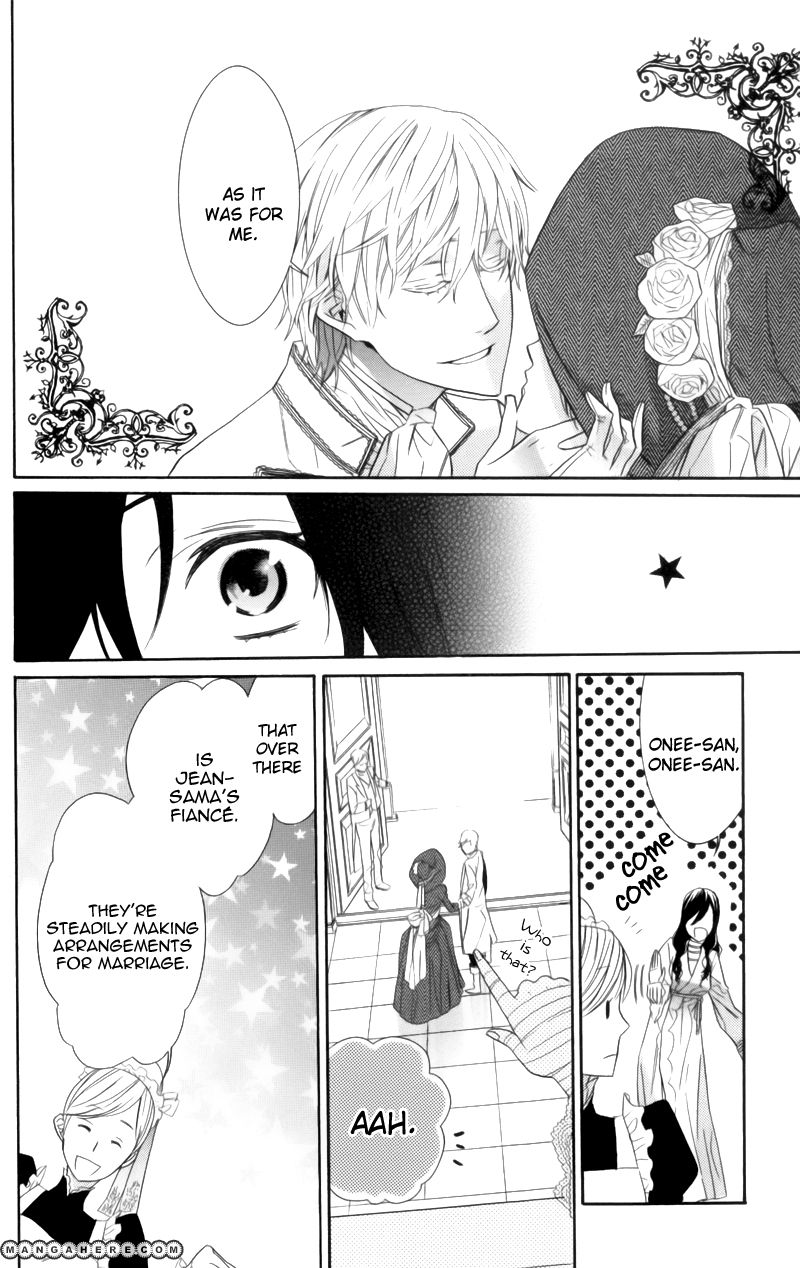 AS IT
WAS FOR
ME.
ONEE-SAN,
ONEE-SAN.
COME
COME
Who
is
that?
AAH.
THAT
OVER
THERE
IS
JEAN-
SAMA'S
FIANCÉ.
THEY'RE
STEADILY MAKING
ARRANGEMENTS
FOR MARRIAGE.
MANGAHERE.COM